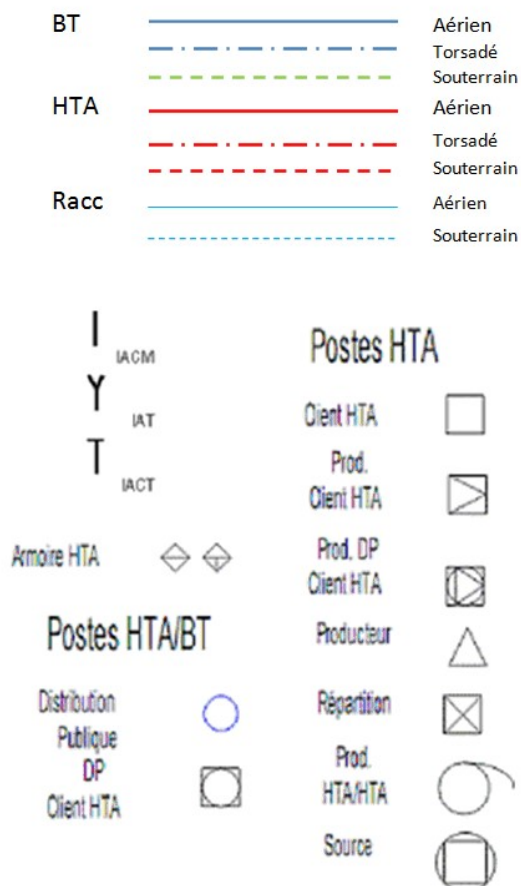 BT
Aérien
Torsadé
Souterrain
HTA
Aérien
Torsadé
Souterrain
Racc
Aérien
Souterrain
IACM
IAT
IACT
Armoire HTA
Postes HTA/BT
Distribution
Publique
DP
Client HTA
Postes HTA
Client HTA
Prod.
Client HTA
Prod. DP
Client HTA
Producteur
Répartition
Prod.
HTA/HTA
Source